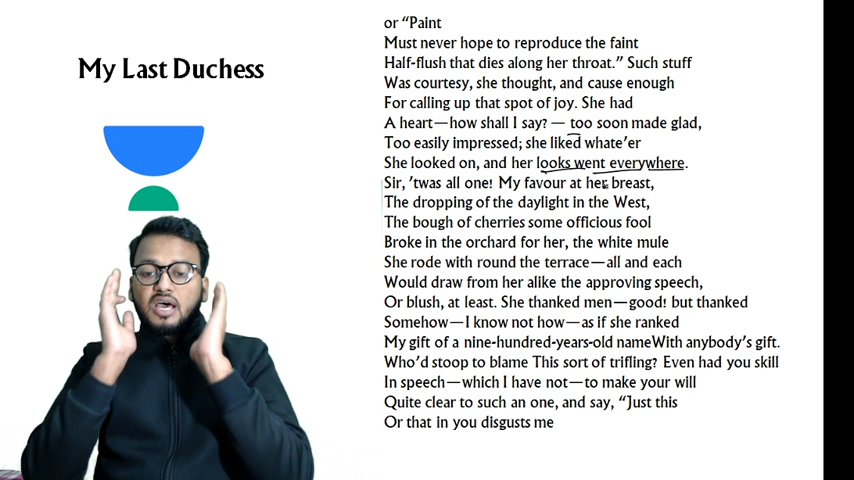 My Last Duchess
or “Paint
Must never hope to reproduce the faint
Half-flush that dies along her throat.” Such stuff
Was courtesy, she thought, and cause enough
For calling up that spot of joy. She had
A heart—how shall I say? — too soon made glad,
Too easily impressed; she liked whate’er
She looked on, and her looks went everywhere.
Sir, ’twas all one! My favour at her breast,
The dropping of the daylight in the West,
The bough of cherries some officious fool
Broke in the orchard for her, the white mule
She rode with round the terrace—all and each
Would draw from her alike the approving speech,
Or blush, at least. She thanked men—good! but thanked
Somehow—I know not how—as if she ranked
My gift of a nine-hundred-years-old nameWith anybody’s gift.
Who’d stoop to blame This sort of trifling? Even had you skill
In speech—which I have not—to make your will
Quite clear to such an one, and say, “Just this
Or that in you disgusts me